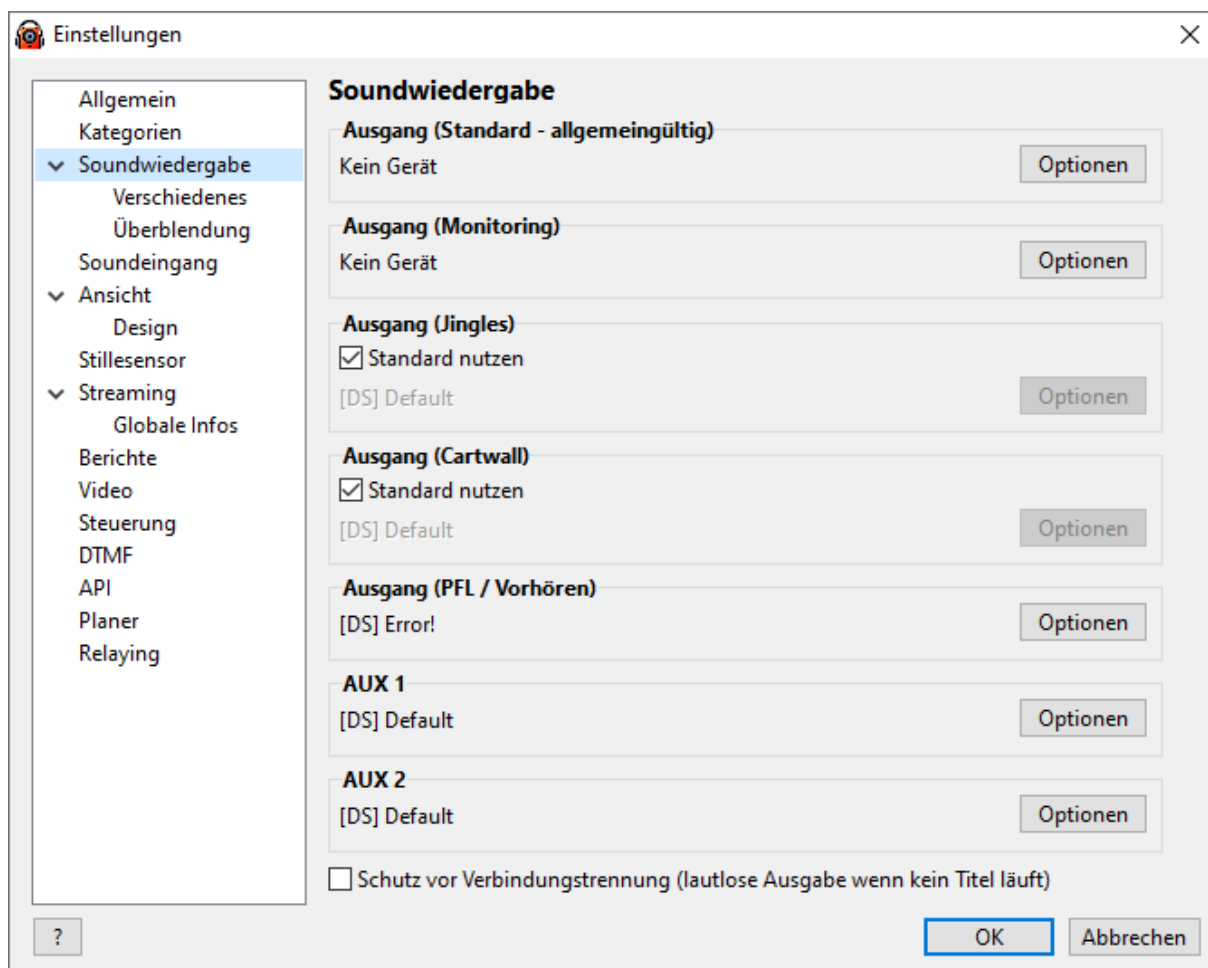 Einstellungen
Allgemein
Kategorien
Soundwiedergabe
Verschiedenes
Überblendung
Soundeingang
Ansicht
Design
Stillesensor
Streaming
Globale Infos
Berichte
Video
Steuerung
DTMF
API
Planer
Relaying
Soundwiedergabe
Ausgang (Standard - allgemeingültig)
Kein Gerät
Optionen
Ausgang (Monitoring)
Kein Gerät
Optionen
Ausgang (Jingles)
Standard nutzen
[DS] Default
Optionen
Ausgang (Cartwall)
Standard nutzen
[DS] Default
Optionen
Ausgang (PFL / Vorhören)
[DS] Error!
Optionen
AUX 1
[DS] Default
Optionen
AUX 2
[DS] Default
Optionen
Schutz vor Verbindungstrennung (lautlose Ausgabe wenn kein Titel läuft)
?
OK
Abbrechen